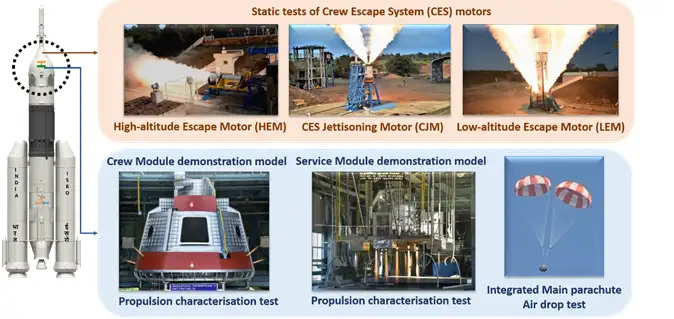 Static tests of Crew Escape System (CES) motors
High-altitude Escape Motor (HEM)
CES Jettisoning Motor (CJM)
Low-altitude Escape Motor (LEM)
Crew Module demonstration model
Service Module demonstration model
Propulsion characterisation test
Propulsion characterisation test
Integrated Main parachute
Air drop test
INDIA
ISRO